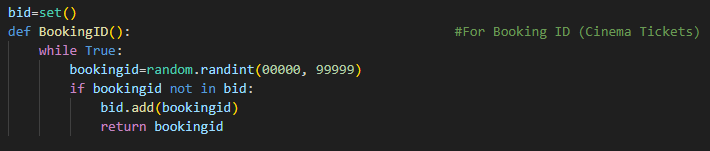 bid=set()
def BookingID():                                          #For Booking ID (Cinema Tickets)
    while True:
        bookingid=random.randint(00000, 99999)
        if bookingid not in bid:
            bid.add(bookingid)
            return bookingid